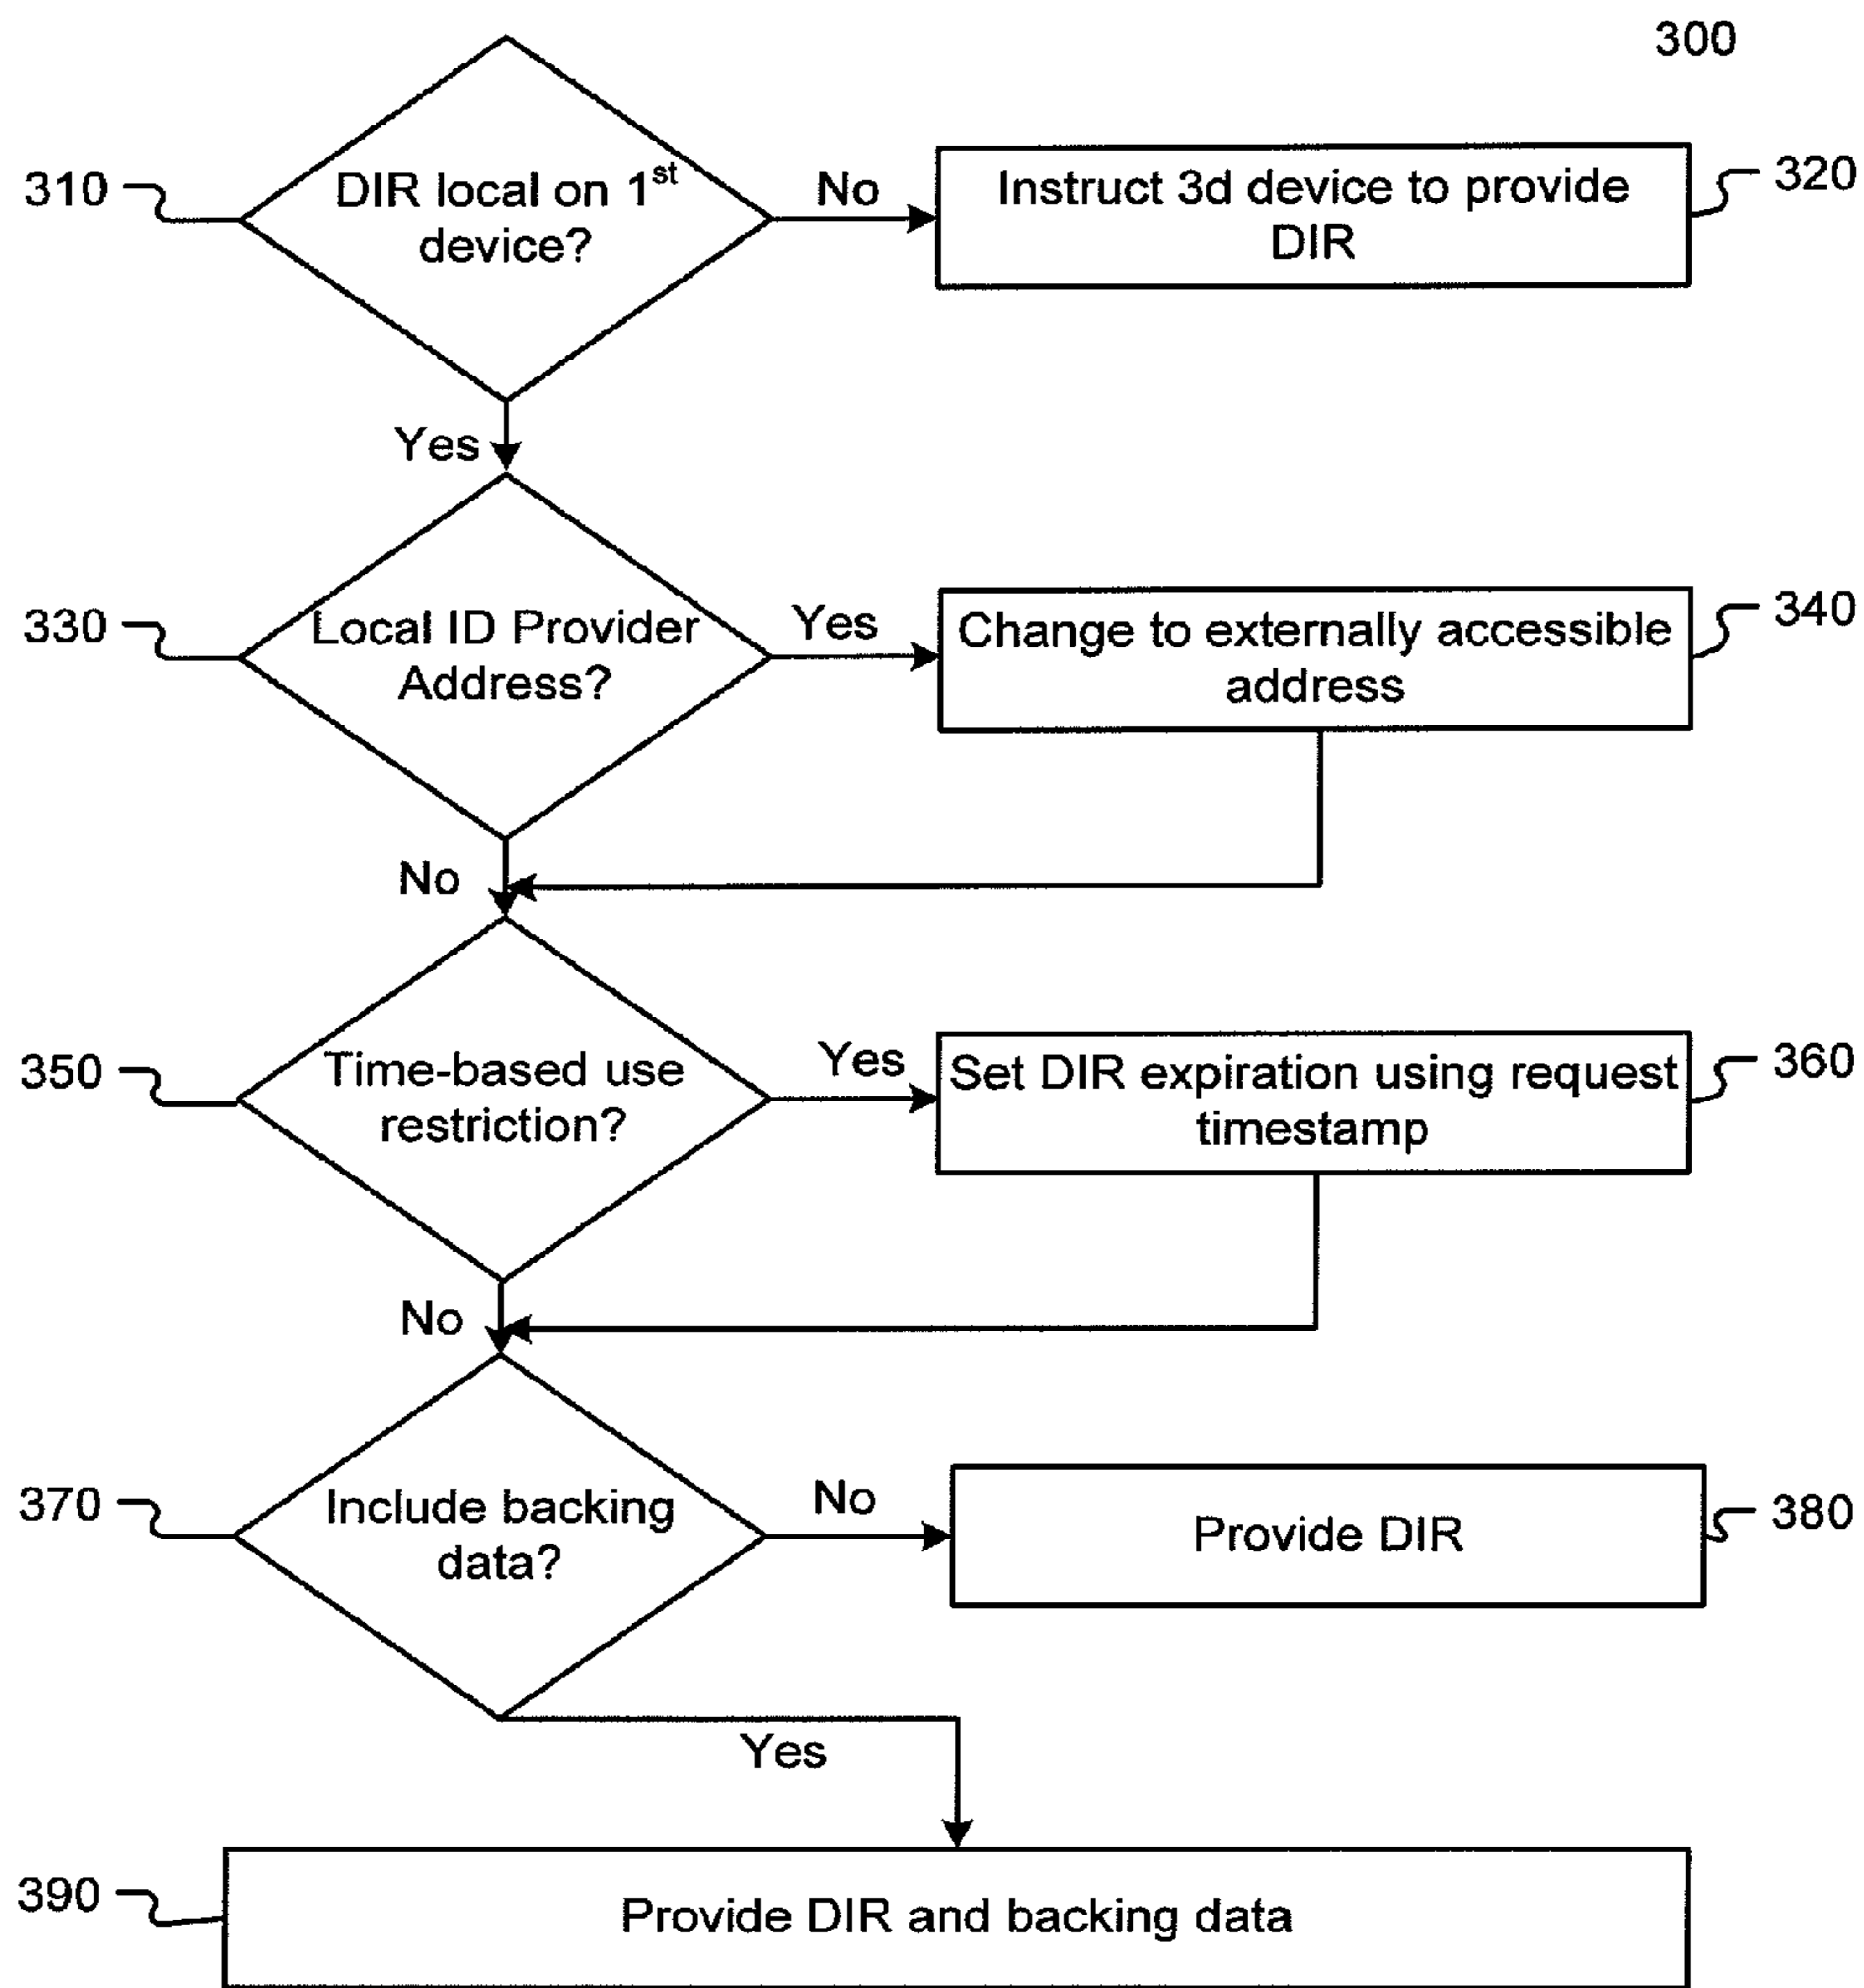 300
310
DIR local on 1st
device?
No
Instruct 3d device to provide
DIR
320
Yes
330
Local ID Provider
Address?
Yes
Change to externally accessible
address
340
No
350
Time-based use
restriction?
Yes
Set DIR expiration using request
timestamp
360
No
370
Include backing
data?
No
Provide DIR
380
Yes
390
Provide DIR and backing data